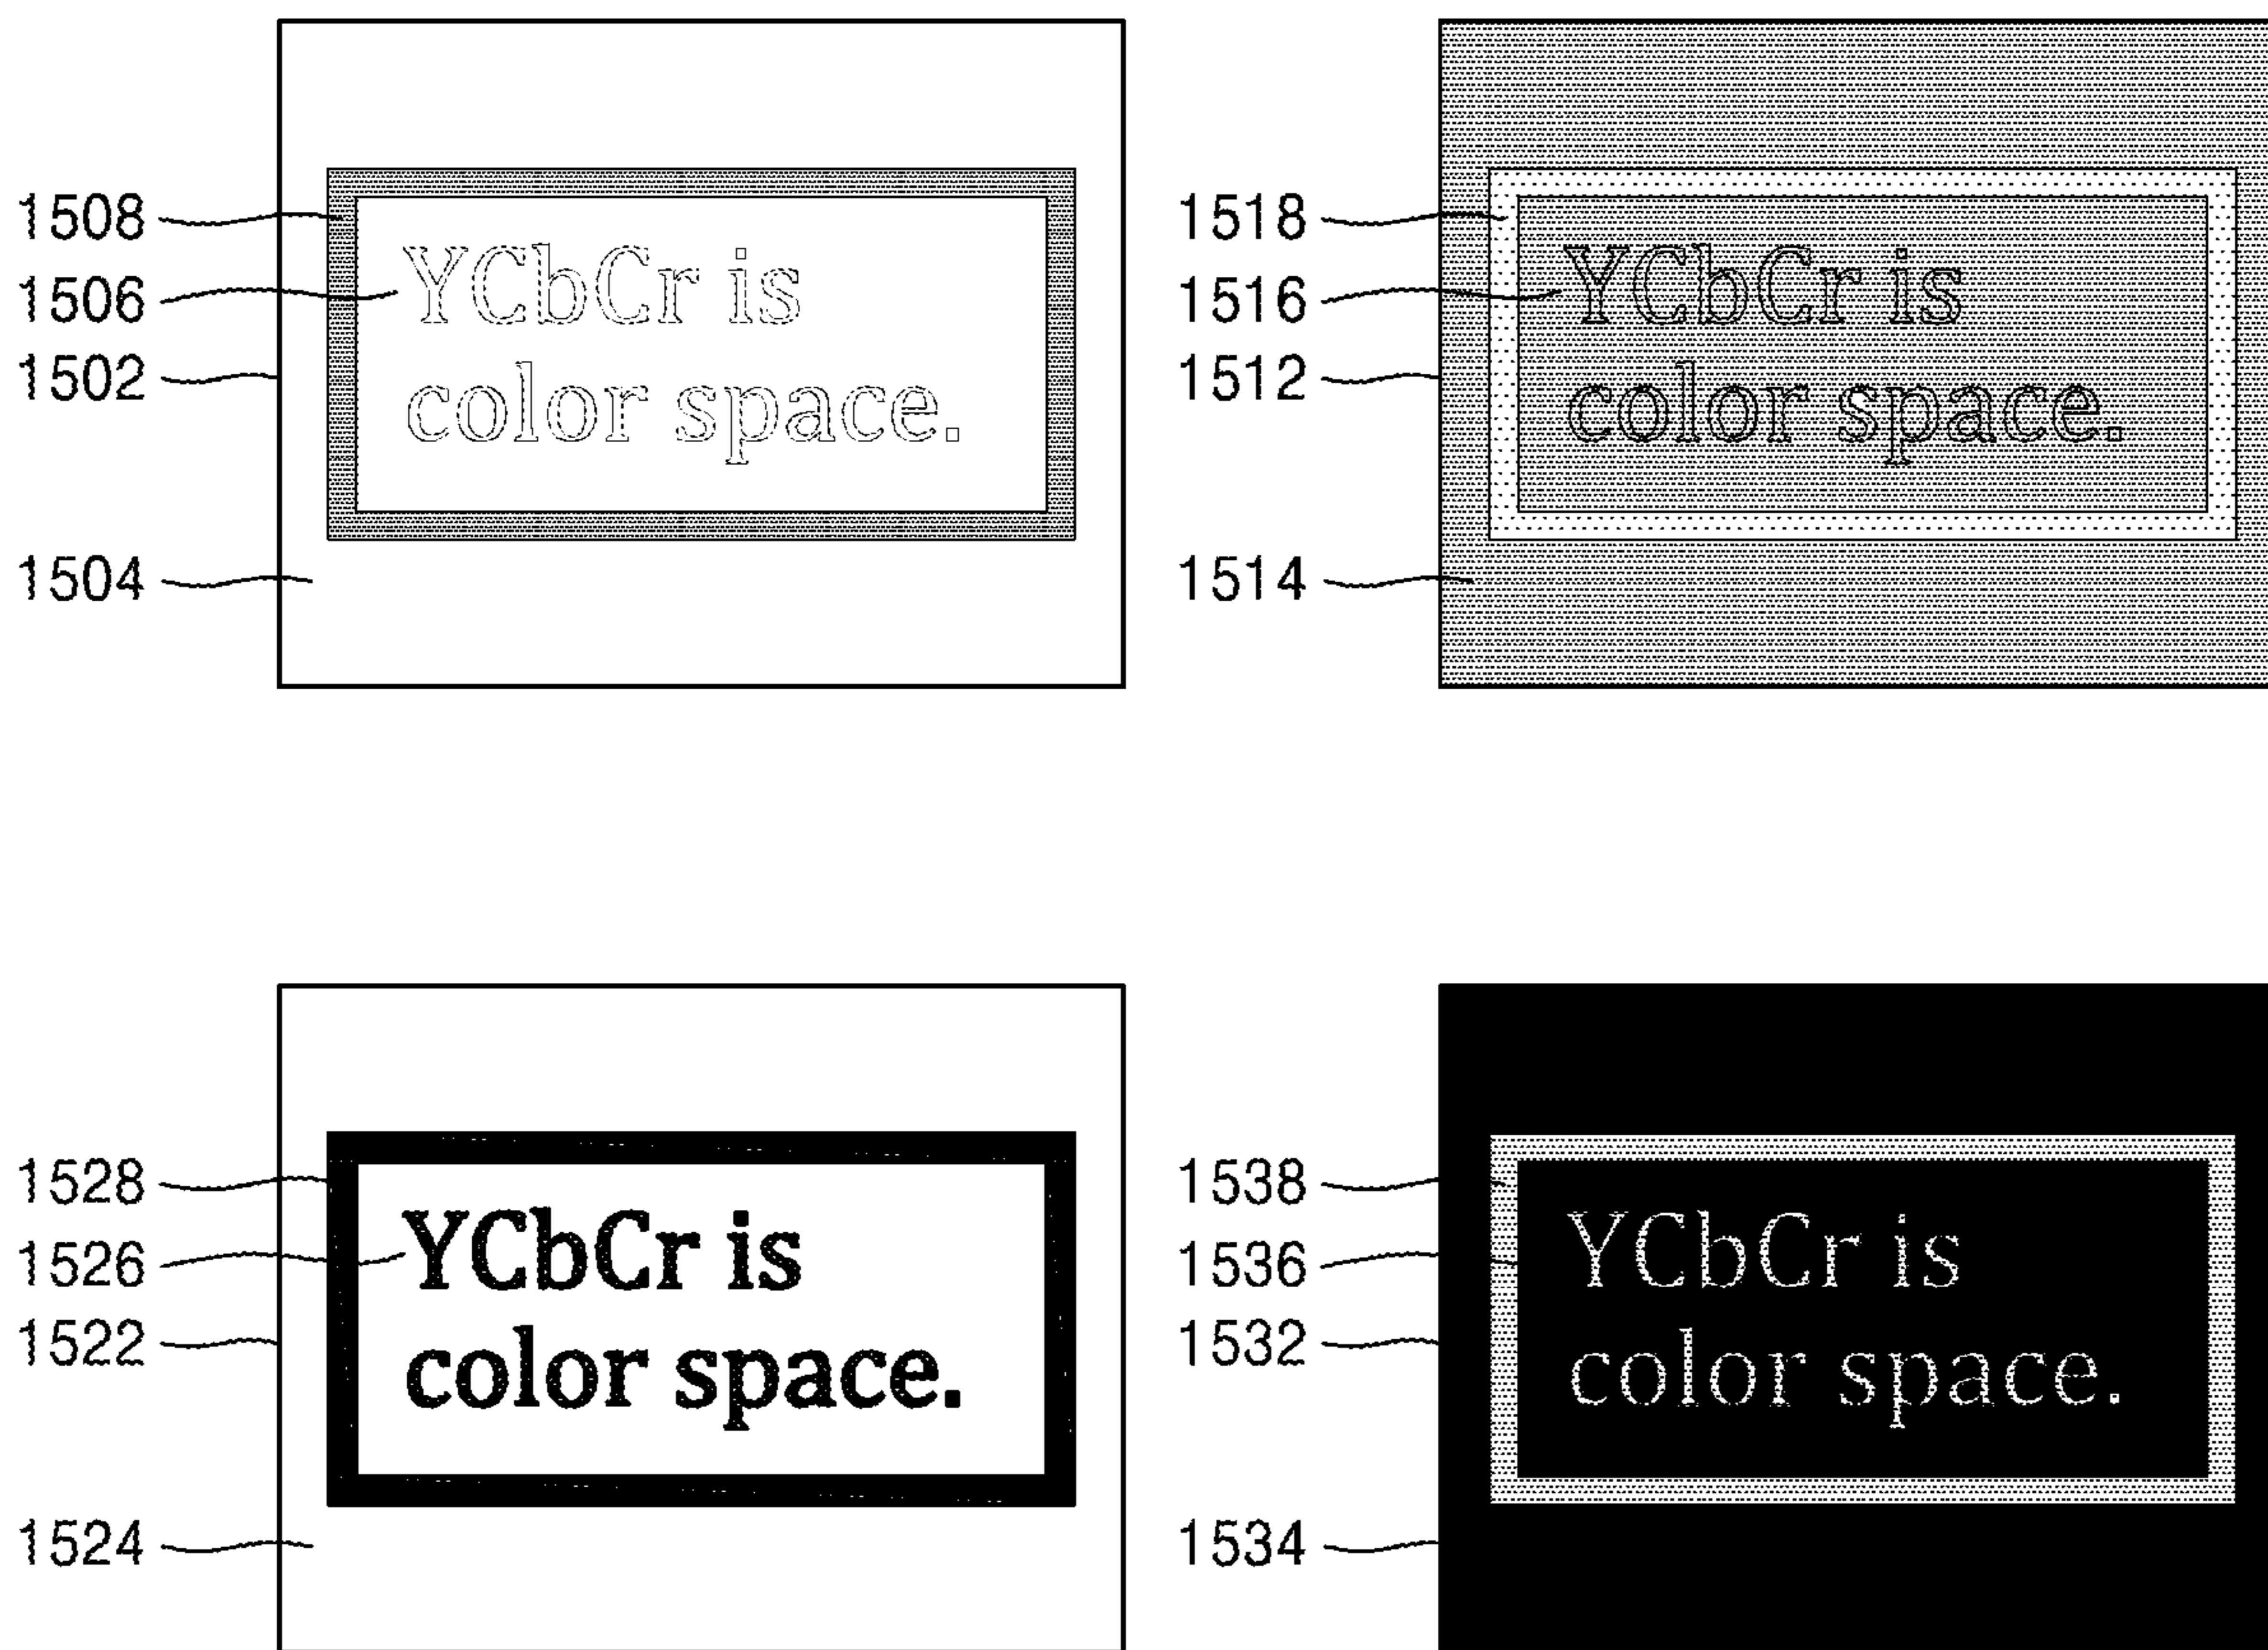 1508
1506
1502
1504
YCbCr is
color space.
1518
1516
1512
1514
YCbCr is
color space.
1528
1526
1522
1524
YCbCr is
color space.
1538
1536
1532
1534
YCbCr is
color space.